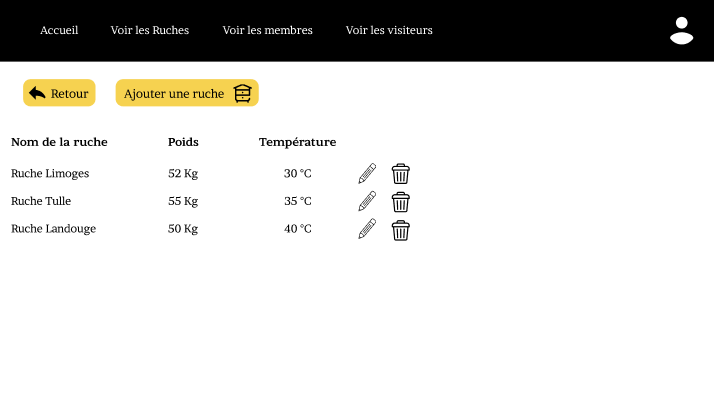 Accueil Voir les Ruches Voir les membres Voir les visiteurs
Retour Ajouter une ruche
Nom de la ruche Poids Température
Ruche Limoges 52 Kg 30 °C
Ruche Tulle 55 Kg 35 °C
Ruche Landouge 50 Kg 40 °C